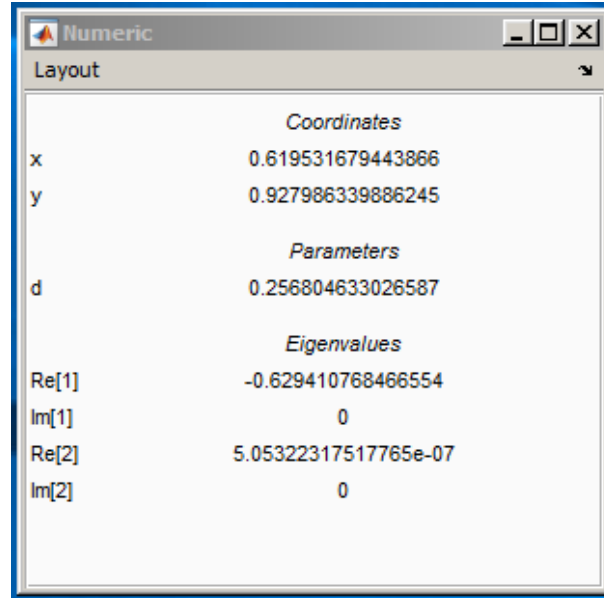 Numeric
Layout
Coordinates
x 0.619531679443866
y 0.927986339886245
Parameters
d 0.256804633026587
Eigenvalues
Re[1] -0.629410768466554
Im[1] 0
Re[2] 5.05322317517765e-07
Im[2] 0